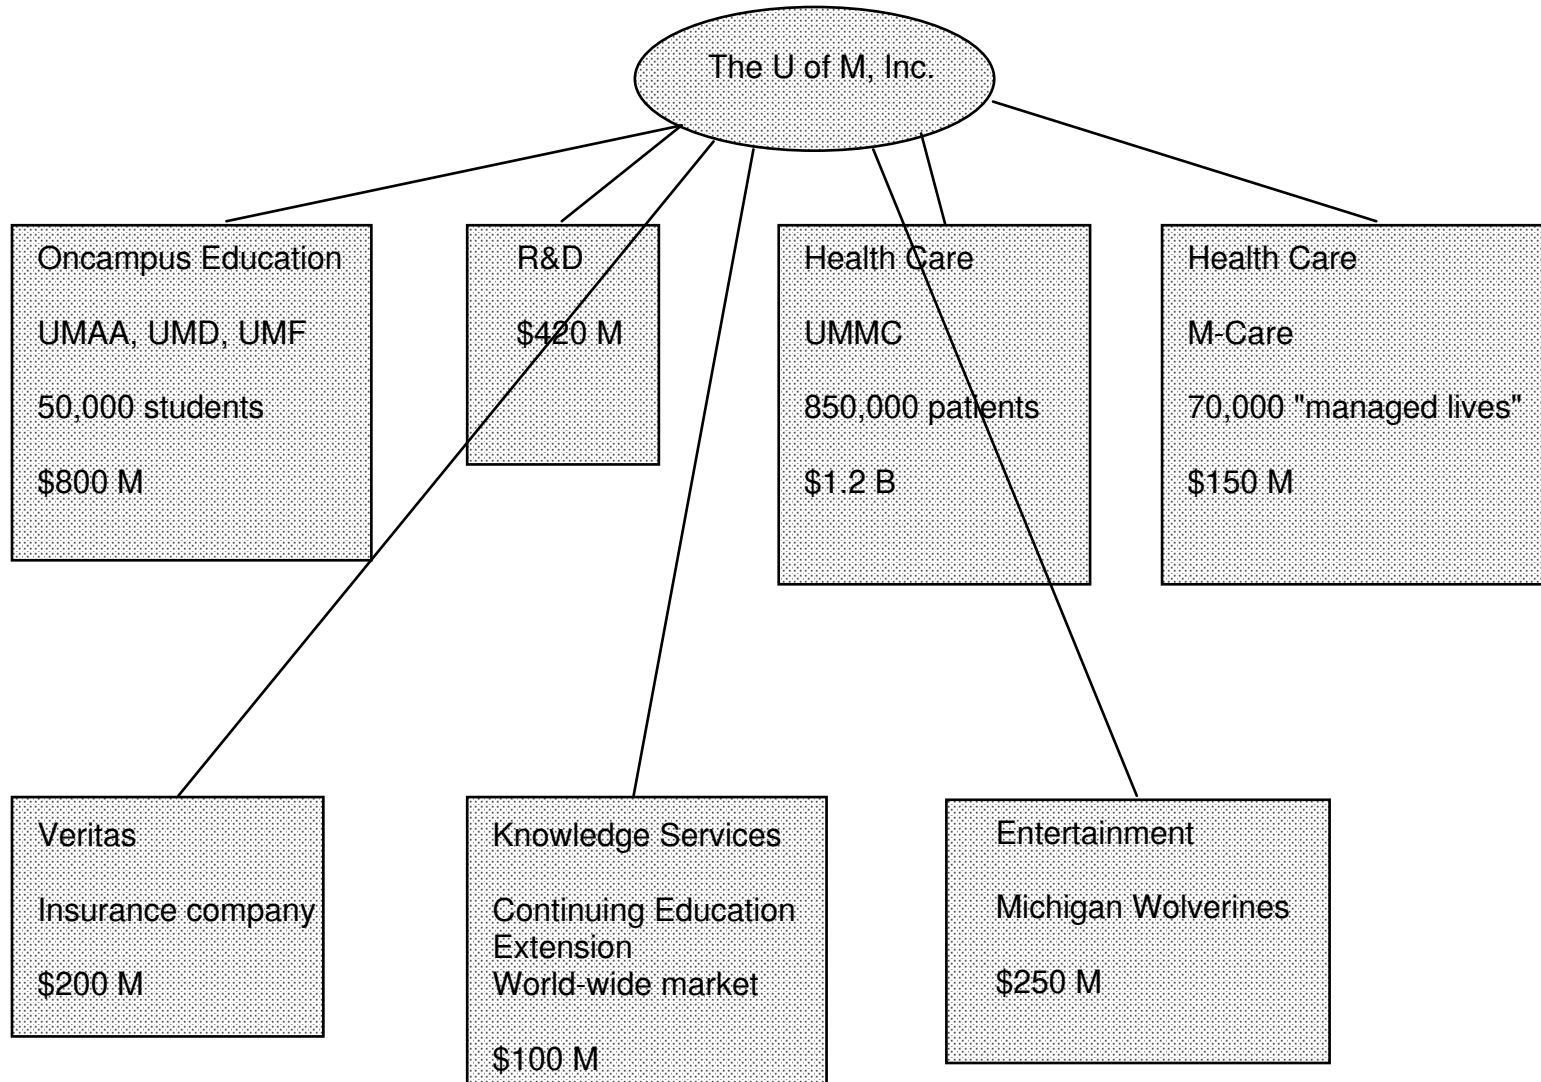 The U of M, Inc.
Oncampus Education
UMAA, UMD, UMF
50,000 students
$800 M
R&D
$420 M
Health Care
UMMC
850,000 patients
$1.2 B
Health Care
M-Care
70,000 "managed lives"
$150 M
Veritas
Insurance company
$200 M
Knowledge Services
Continuing Education
Extension
World-wide market
$100 M
Entertainment
Michigan Wolverines
$250 M